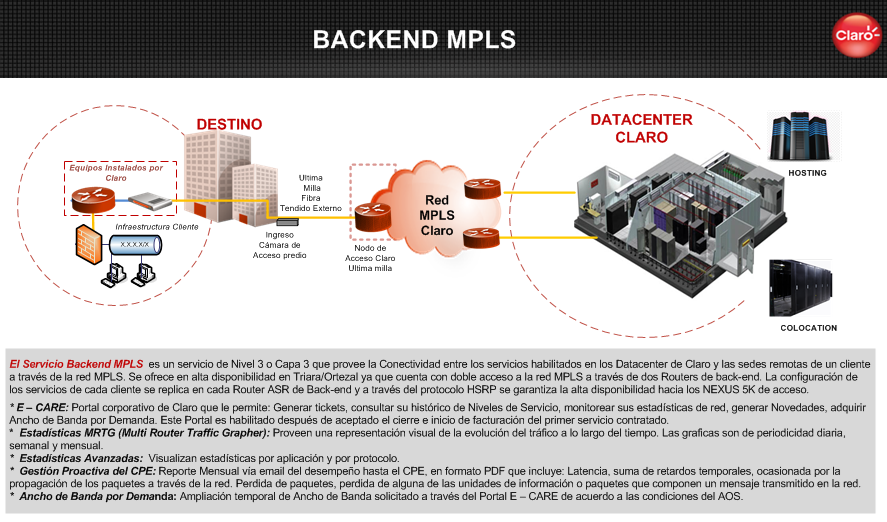 BACKEND MPLS
Claro
DESTINO
DATACENTER
CLARO
HOSTING
Equipos Instalados por
Claro
Ultima
Milla
Fibra
Tendido Externo
Red
MPLS
Claro
Infraestructura Cliente
X.X.X.X/X
Ingreso
Cámara de
Acceso predio
Nodo de
Acceso Claro
Ultima milla
COLOCATION
El Servicio Backend MPLS es un servicio de Nivel 3 o Capa 3 que provee la Conectividad entre los servicios habilitados en los Datacenter de Claro y las sedes remotas de un cliente
a través de la red MPLS. Se ofrece en alta disponibilidad en Triara/Ortezal ya que cuenta con doble acceso a la red MPLS a través de dos Routers de back-end. La configuración de
los servicios de cada cliente se replica en cada Router ASR de Back-end y a través del protocolo HSRP se garantiza la alta disponibilidad hacia los NEXUS 5K de acceso.
* E – CARE: Portal corporativo de Claro que le permite: Generar tickets, consultar su histórico de Niveles de Servicio, monitorear sus estadísticas de red, generar Novedades, adquirir
Ancho de Banda por Demanda. Este Portal es habilitado después de aceptado el cierre e inicio de facturación del primer servicio contratado.
* Estadísticas MRTG (Multi Router Traffic Grapher): Proveen una representación visual de la evolución del tráfico a lo largo del tiempo. Las graficas son de periodicidad diaria,
semanal y mensual.
* Estadísticas Avanzadas: Visualizan estadísticas por aplicación y por protocolo.
* Gestión Proactiva del CPE: Reporte Mensual vía email del desempeño hasta el CPE, en formato PDF que incluye: Latencia, suma de retardos temporales, ocasionada por la
propagación de los paquetes a través de la red. Perdida de paquetes, perdida de alguna de las unidades de información o paquetes que componen un mensaje transmitido en la red.
* Ancho de Banda por Demanda: Ampliación temporal de Ancho de Banda solicitado a través del Portal E – CARE de acuerdo a las condiciones del AOS.